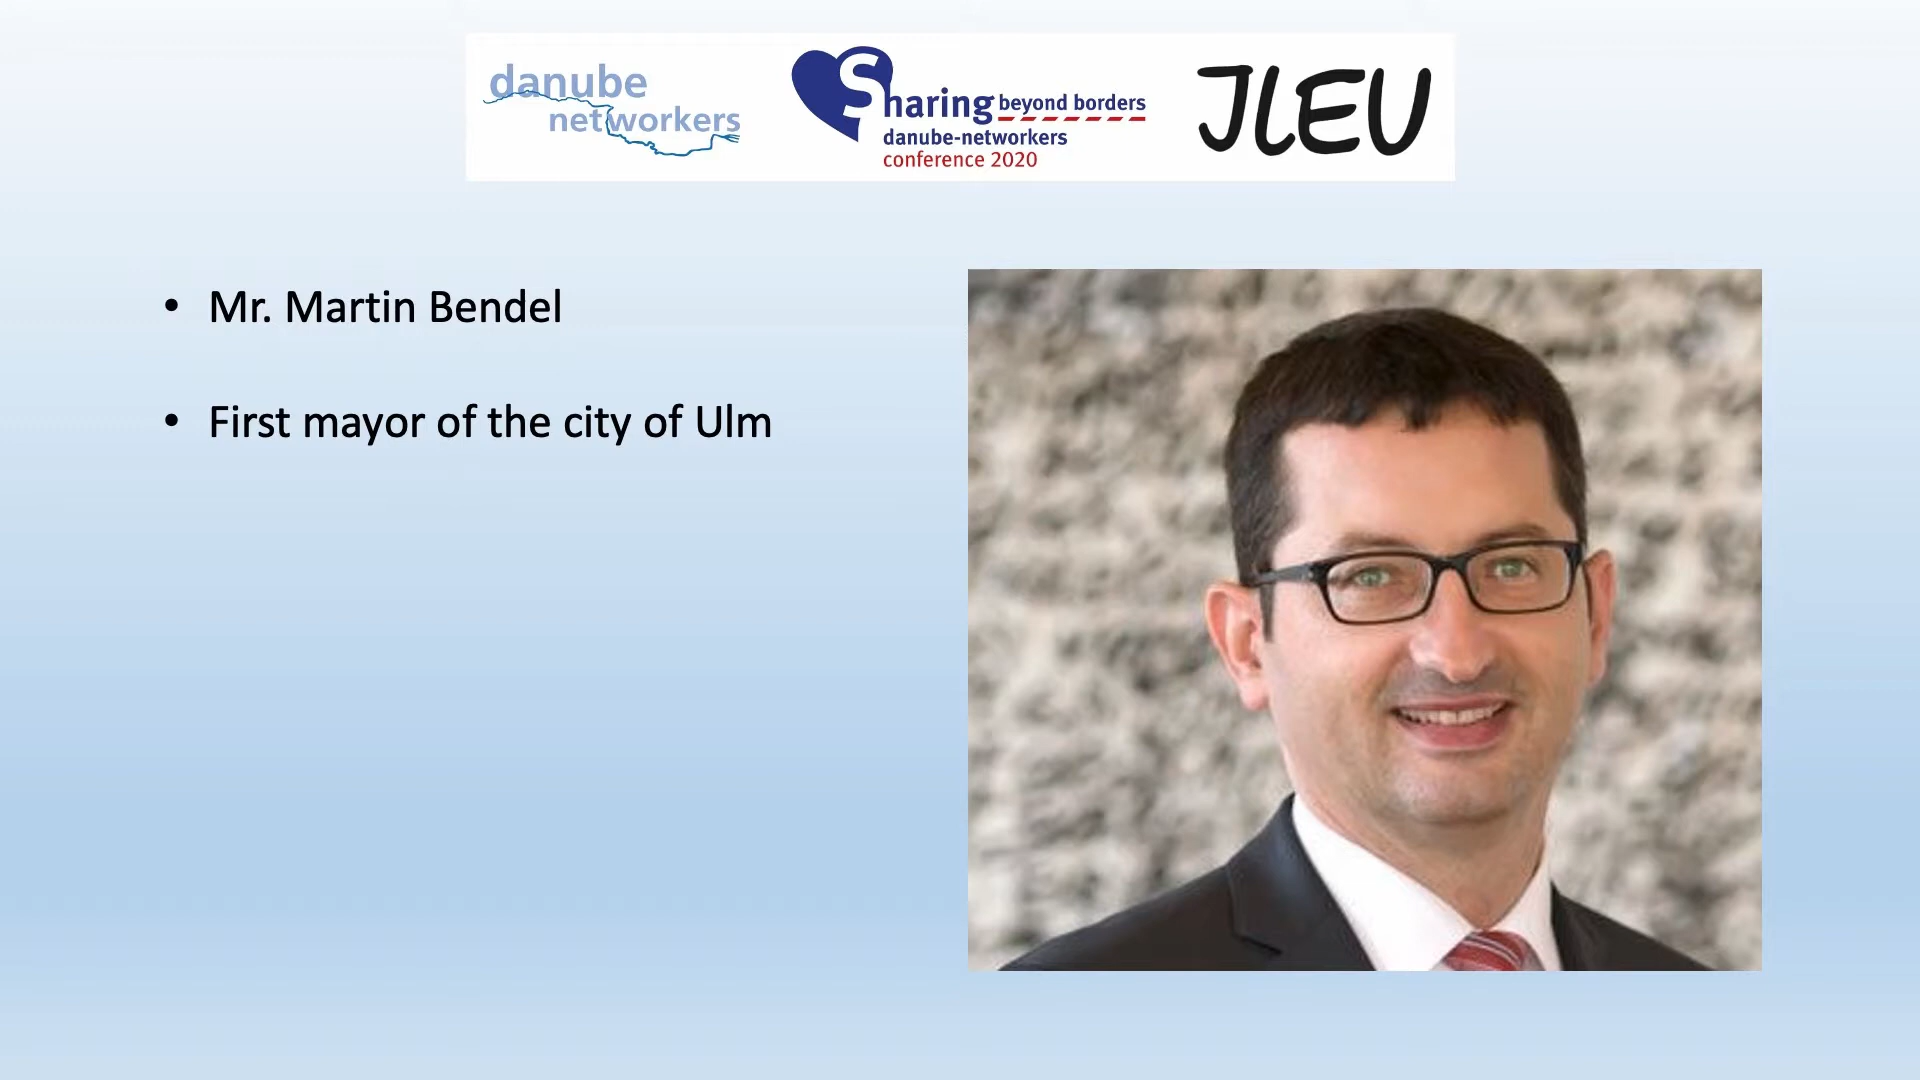 danube
networkers
Sharing beyond borders
danube-networkers
conference 2020
JLEU
• Mr. Martin Bendel
• First mayor of the city of Ulm